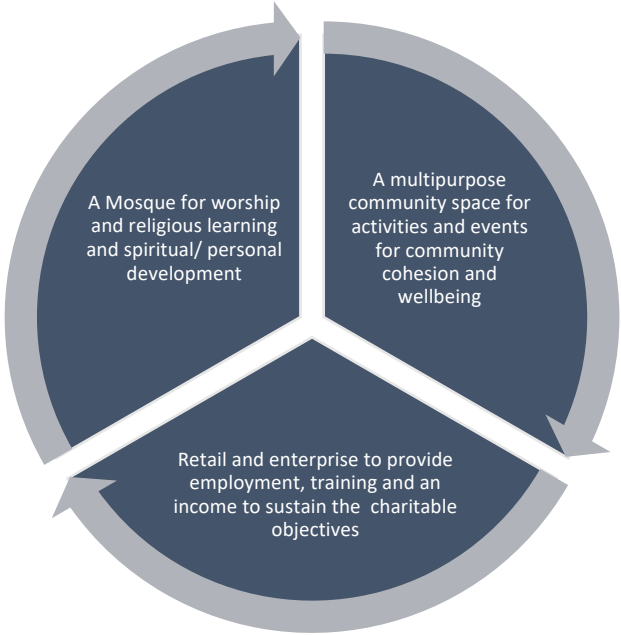 A Mosque for worship
and religious learning
and spiritual/ personal
development
A multipurpose
community space for
activities and events
for community
cohesion and
wellbeing
Retail and enterprise to provide
employment, training and an
income to sustain the  charitable
objectives